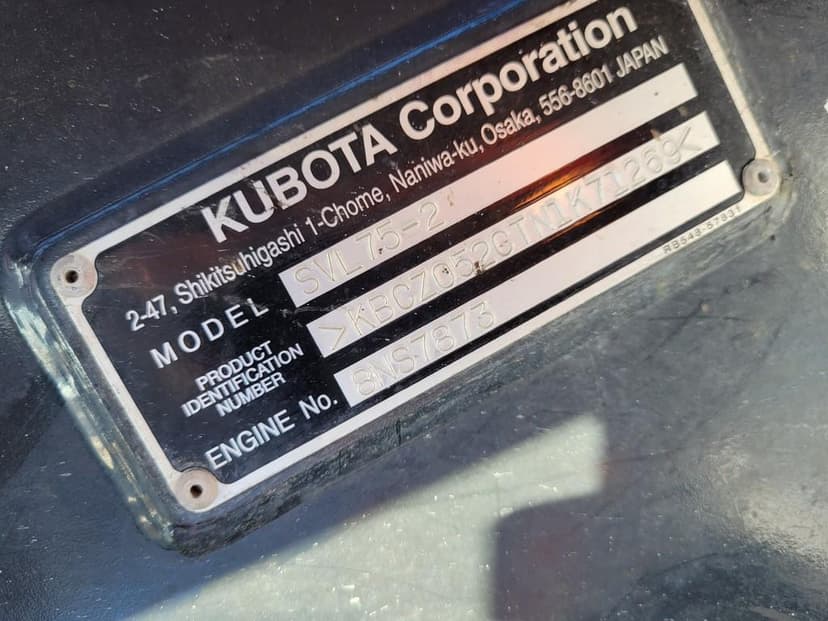 KUBOTA Corporation
2-47, Shikitsuhigashi 1-Chome, Naniwa-ku, Osaka, 556-8601 JAPAN
MODEL SVL75-2
PRODUCT
IDENTIFICATION
NUMBER >KBCZ052CTN1K71269<
ENGINE No. 8NS7873
RB548-57831